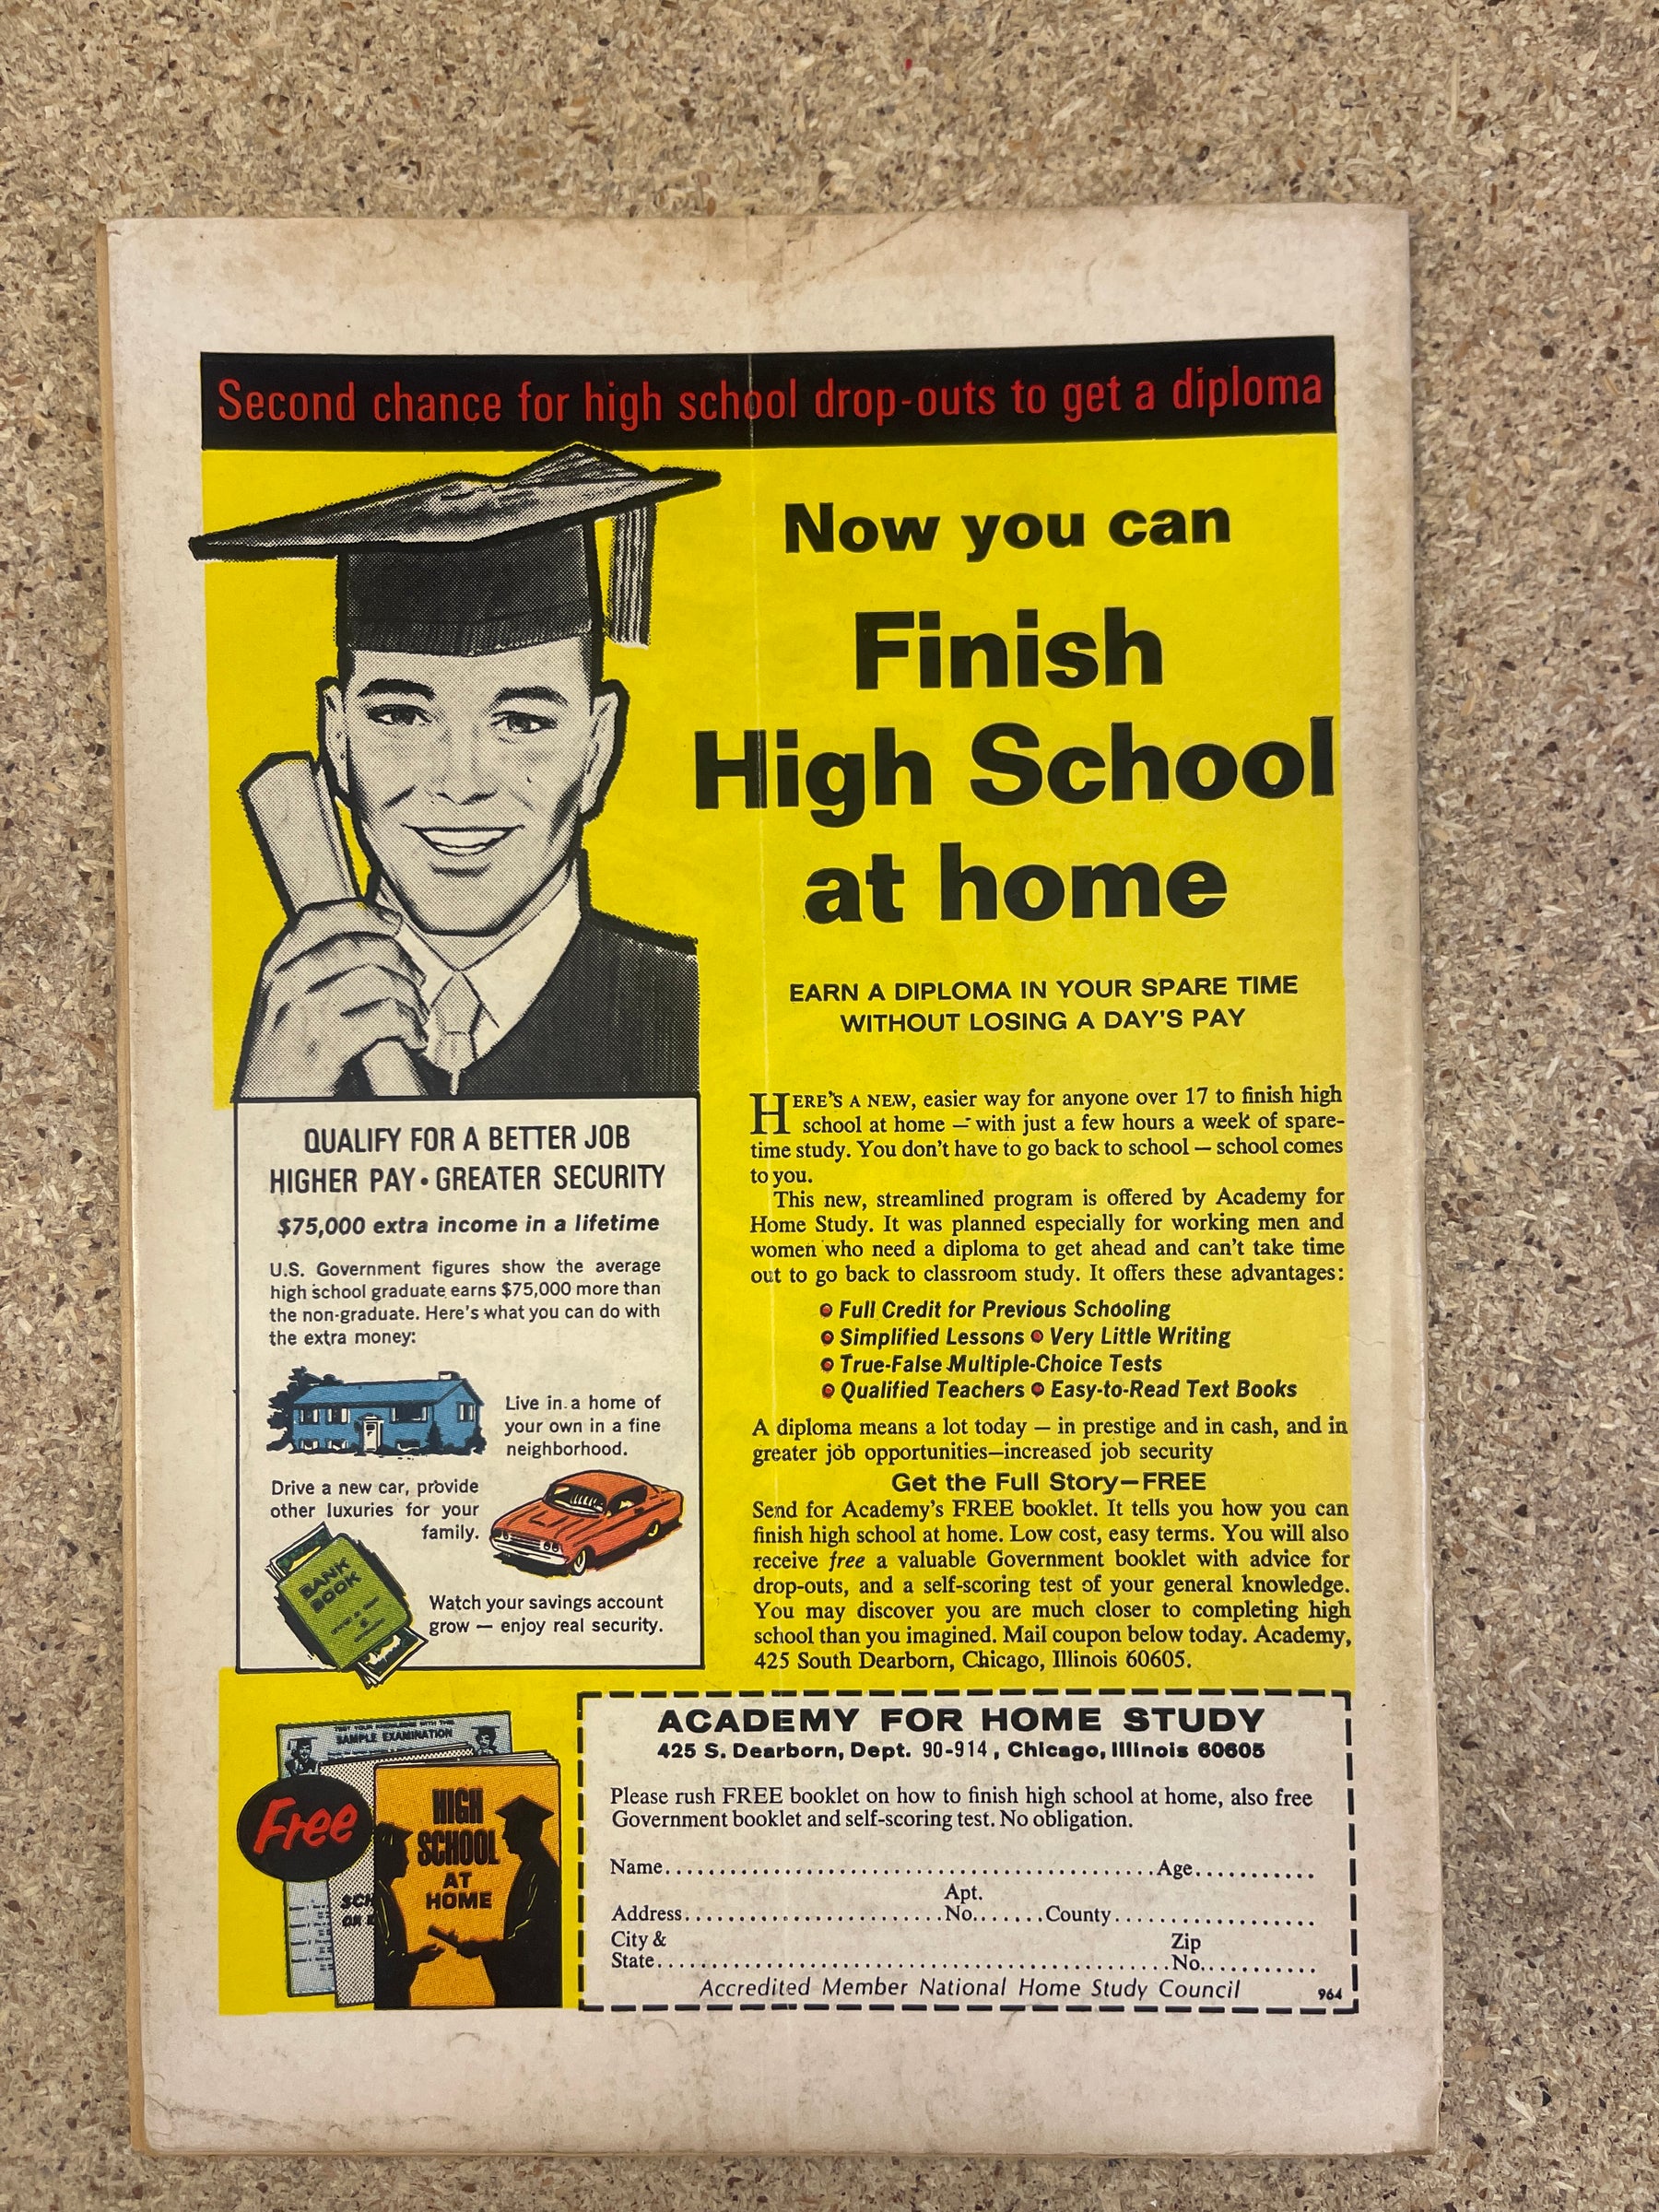 Second chance for high school drop-outs to get a diploma
Now you can
Finish
High School
at home
EARN A DIPLOMA IN YOUR SPARE TIME
WITHOUT LOSING A DAY'S PAY
HERE'S A NEW, easier way for anyone over 17 to finish high
school at home — with just a few hours a week of spare-
time study. You don't have to go back to school — school comes
to you.
This new, streamlined program is offered by Academy for
Home Study. It was planned especially for working men and
women who need a diploma to get ahead and can't take time
out to go back to classroom study. It offers these advantages:
• Full Credit for Previous Schooling
• Simplified Lessons • Very Little Writing
• True-False Multiple-Choice Tests
• Qualified Teachers • Easy-to-Read Text Books
A diploma means a lot today — in prestige and in cash, and in
greater job opportunities—increased job security
Get the Full Story—FREE
Send for Academy's FREE booklet. It tells you how you can
finish high school at home. Low cost, easy terms. You will also
receive free a valuable Government booklet with advice for
drop-outs, and a self-scoring test of your general knowledge.
You may discover you are much closer to completing high
school than you imagined. Mail coupon below today. Academy,
425 South Dearborn, Chicago, Illinois 60605.
QUALIFY FOR A BETTER JOB
HIGHER PAY • GREATER SECURITY
$75,000 extra income in a lifetime
U.S. Government figures show the average
high school graduate earns $75,000 more than
the non-graduate. Here's what you can do with
the extra money:
Live in a home of
your own in a fine
neighborhood.
Drive a new car, provide
other luxuries for your
family.
BANK
BOOK
Watch your savings account
grow — enjoy real security.
TEST YOUR KNOWLEDGE WITH THIS
SAMPLE EXAMINATION
Free
HIGH
SCHOOL
AT
HOME
ACADEMY FOR HOME STUDY
425 S. Dearborn, Dept. 90-914, Chicago, Illinois 60605
Please rush FREE booklet on how to finish high school at home, also free
Government booklet and self-scoring test. No obligation.
Name..................................................Age.............
Apt.
Address...........................No.......County.....................
City &
Zip
State........................................................No............
Accredited Member National Home Study Council
964